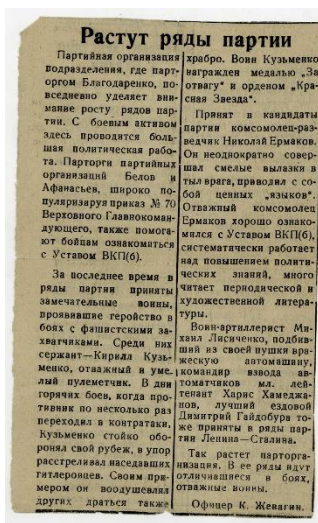 Растут ряды партии
Партийная организация
подразделения, где парт-
оргом Благодаренко, по-
вседневно уделяет вни-
мание росту рядов пар-
тии. С боевым активом
здесь проводится боль-
шая политическая рабо-
та. Парторги партийных
организаций Белов и
Афанасьев, широко по-
пуляризируя приказ № 70
Верховного Главнокоман-
дующего, также помога-
ют бойцам ознакомиться
с Уставом ВКП(б).
За последнее время в
ряды партии приняты
замечательные воины,
проявившие геройство в
боях с фашистскими за-
хватчиками. Среди них
сержант—Кирилл Кузь-
менко, отважный и уме-
лый пулеметчик. В дни
горячих боев, когда про-
тивник по несколько раз
переходил в контратаки.
Кузьменко стойко обо-
ронял свой рубеж, в упор
расстреливал наседавших
гитлеровцев. Своим при-
мером он воодушевлял
других драться также
храбро. Воин Кузьменко
награжден медалью „За
отвагу" и орденом „Кра-
сная Звезда".
Принят в кандидаты
партии комсомолец-раз-
ведчик Николай Ермаков.
Он неоднократно совер-
шал смелые вылазки в
тыл врага, приводил с со-
бой ценных „языков".
Отважный комсомолец
Ермаков хорошо ознако-
мился с Уставом ВКП(б),
систематически работает
над повышением полити-
ческих знаний, много
читает периодической и
художественной литера-
туры.
Воин-артиллерист Ми-
хаил Лисиченко, подбив-
ший из своей пушки вра-
жескую автомашину,
командир взвода ав-
томатчиков мл. лей-
тенант Харис Хамеджа-
нов, лучший ездовой
Димитрий Гайдобура то-
же приняты в ряды пар-
тии Ленина—Сталина.
Так растет парторга-
низация. В ее ряды идут
отличившиеся в боях,
отважные воины.
Офицер К. Жевагин.